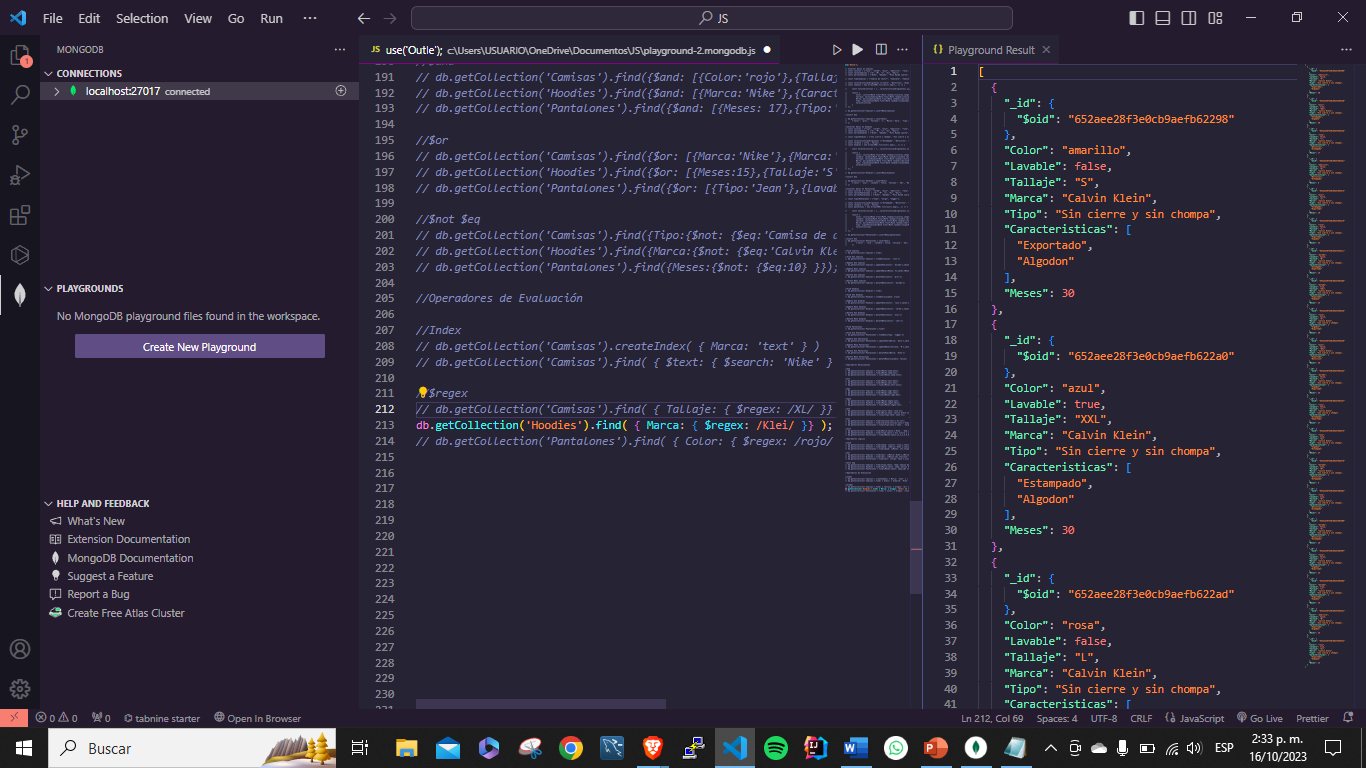 File Edit Selection View Go Run ···
JS
MONGODB
CONNECTIONS
localhost:27017 connected
PLAYGROUNDS
No MongoDB playground files found in the workspace.
Create New Playground
HELP AND FEEDBACK
What's New
Extension Documentation
MongoDB Documentation
Suggest a Feature
Report a Bug
Create Free Atlas Cluster
1
JS use('Outle'); c:\Users\USUARIO\OneDrive\Documentos\JS\playground-2.mongodb.js
191 // db.getCollection('Camisas').find({$and: [{Color:'rojo'},{Talla
192 // db.getCollection('Hoodies').find({$and: [{Marca:'Nike'},{Caract
193 // db.getCollection('Pantalones').find({$and: [{Meses: 17},{Tipo:'
194
195 //$or
196 // db.getCollection('Camisas').find({$or: [{Marca:'Nike'},{Marca:'
197 // db.getCollection('Hoodies').find({$or: [{Meses:15},{Tallaje:'S'
198 // db.getCollection('Pantalones').find({$or: [{Tipo:'Jean'},{Lavab
199
200 //$not $eq
201 // db.getCollection('Camisas').find({Tipo:{$not: {$eq:'Camisa de
202 // db.getCollection('Hoodies').find({Marca:{$not: {$eq:'Calvin Kle
203 // db.getCollection('Pantalones').find({Meses:{$not: {$eq:10} }});
204
205 //Operadores de Evaluación
206
207 //Index
208 // db.getCollection('Camisas').createIndex( { Marca: 'text' } )
209 // db.getCollection('Camisas').find( { $text: { $search: 'Nike' }
210
211 $regex
212 // db.getCollection('Camisas').find( { Tallaje: { $regex: /XL/ }}
213 db.getCollection('Hoodies').find( { Marca: { $regex: /Klei/ }} );
214 // db.getCollection('Pantalones').find( { Color: { $regex: /rojo/
215
216
217
218
219
220
221
222
223
224
225
226
227
228
229
230
Playground Result
1 [
2 {
3 "_id": {
4 "$oid": "652aee28f3e0cb9aefb62298"
5 },
6 "Color": "amarillo",
7 "Lavable": false,
8 "Tallaje": "S",
9 "Marca": "Calvin Klein",
10 "Tipo": "Sin cierre y sin chompa",
11 "Caracteristicas": [
12 "Exportado",
13 "Algodon"
14 ],
15 "Meses": 30
16 },
17 {
18 "_id": {
19 "$oid": "652aee28f3e0cb9aefb622a0"
20 },
21 "Color": "azul",
22 "Lavable": true,
23 "Tallaje": "XXL",
24 "Marca": "Calvin Klein",
25 "Tipo": "Sin cierre y sin chompa",
26 "Caracteristicas": [
27 "Estampado",
28 "Algodon"
29 ],
30 "Meses": 30
31 },
32 {
33 "_id": {
34 "$oid": "652aee28f3e0cb9aefb622ad"
35 },
36 "Color": "rosa",
37 "Lavable": false,
38 "Tallaje": "L",
39 "Marca": "Calvin Klein",
40 "Tipo": "Sin cierre y sin chompa",
41 "Caracteristicas": [
0 0 0 tabnine starter Open In Browser
Ln 212, Col 69 Spaces: 4 UTF-8 CRLF {} JavaScript Go Live Prettier
Buscar
ESP
2:33 p. m.
16/10/2023